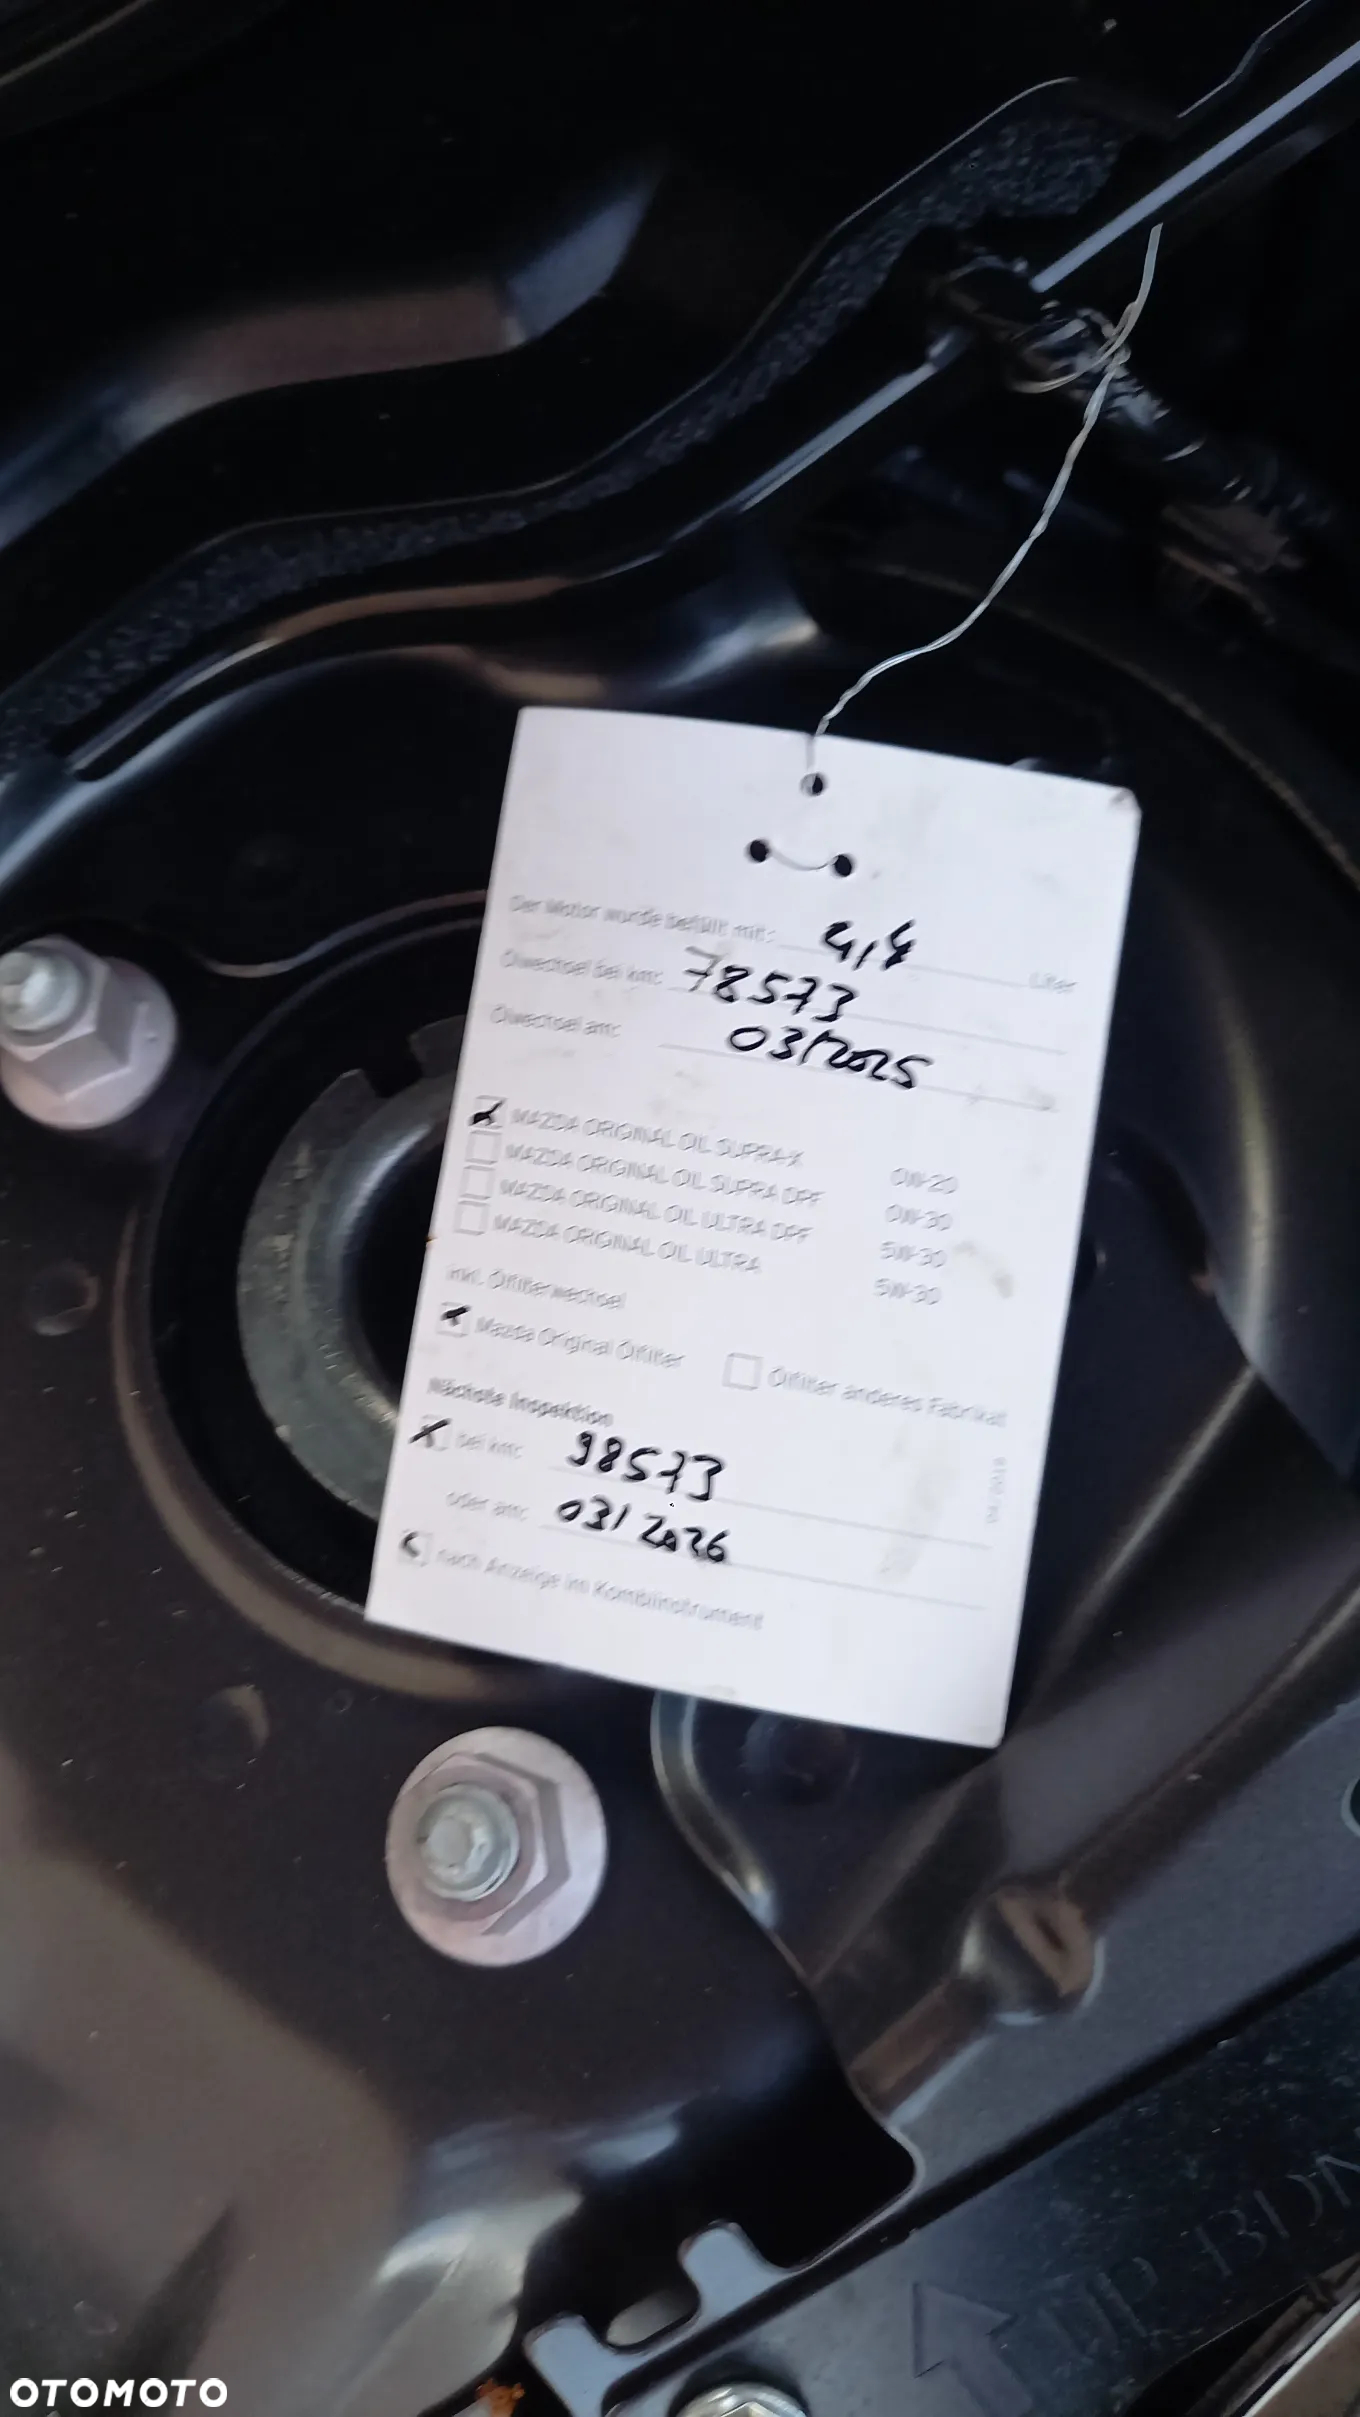 Der Motor wurde befüllt mit: 4,4 Liter
Ölwechsel bei km: 78573
Ölwechsel am: 03/2025
MAZDA ORIGINAL OIL SUPRA-X 0W-20
MAZDA ORIGINAL OIL SUPRA DPF 0W-30
MAZDA ORIGINAL OIL ULTRA DPF 5W-30
MAZDA ORIGINAL OIL ULTRA 5W-30
inkl. Ölfilterwechsel
Mazda Original Ölfilter Ölfilter anderes Fabrikat
Nächste Inspektion
bei km: 98573
oder am: 03/2026
nach Anzeige im Kombiinstrument
UP
OTOMOTO